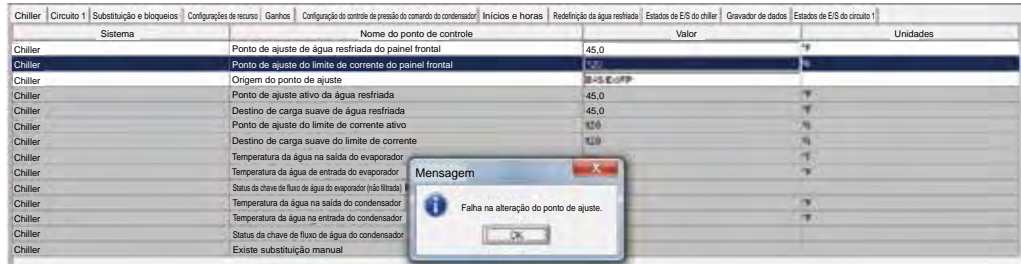 Chiller Circuito 1 Substituição e bloqueios Configurações de recurso Ganhos Configuração do controle de pressão do comando do condensador Inícios e horas Redefinição da água resfriada Estados de E/S do chiller Gravador de dados Estados de E/S do circuito 1
Sistema Nome do ponto de controle Valor Unidades
Chiller Ponto de ajuste de água resfriada do painel frontal 45,0 °F
Chiller Ponto de ajuste do limite de corrente do painel frontal
Chiller Origem do ponto de ajuste
Chiller Ponto de ajuste ativo da água resfriada 45,0 °F
Chiller Destino de carga suave de água resfriada 45,0 °F
Chiller Ponto de ajuste do limite de corrente ativo 120 %
Chiller Destino de carga suave do limite de corrente 120 %
Chiller Temperatura da água na saída do evaporador °F
Chiller Temperatura da água de entrada do evaporador °F
Chiller Status da chave de fluxo de água do evaporador (não filtrada)
Chiller Temperatura da água na saída do condensador °F
Chiller Temperatura da água na entrada do condensador °F
Chiller Status da chave de fluxo de água do condensador
Chiller Existe substituição manual
Mensagem X
Falha na alteração do ponto de ajuste.
OK